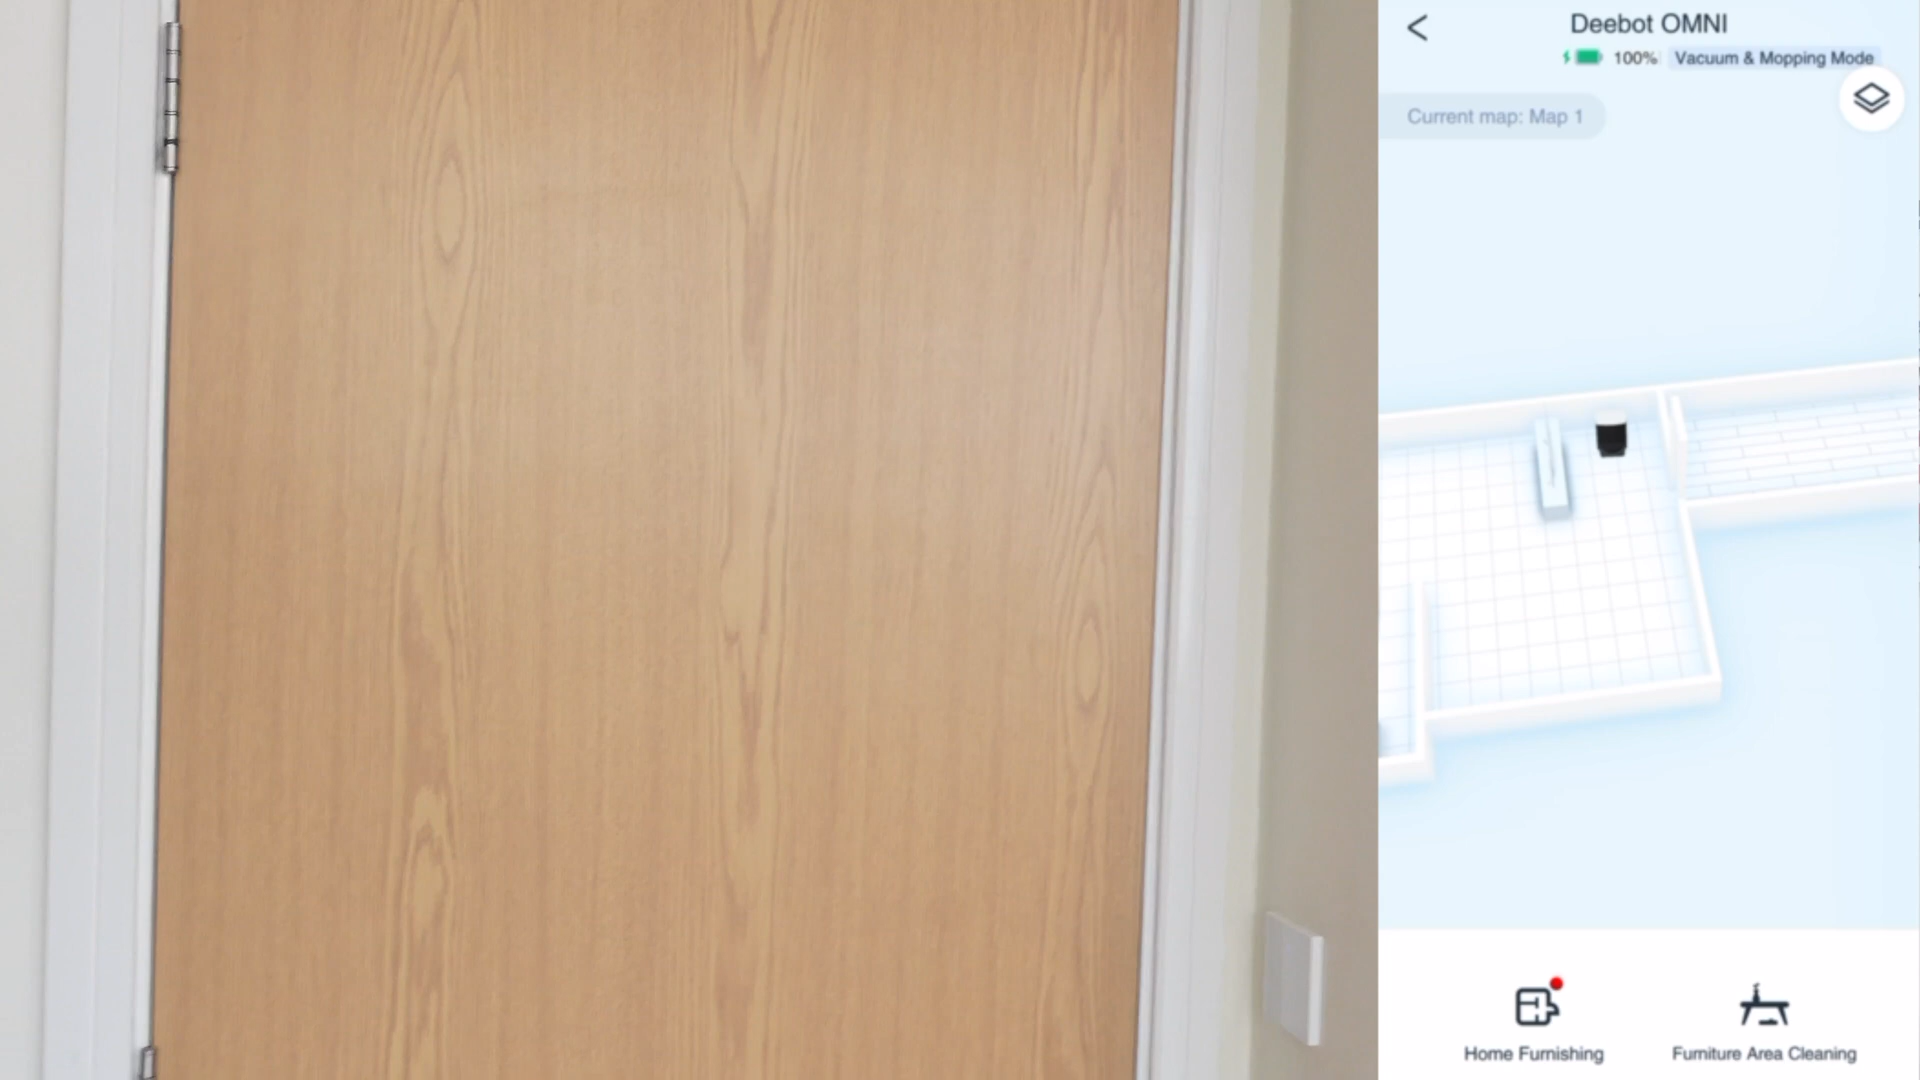 Deebot OMNI
100% Vacuum & Mopping Mode
Current map: Map 1
Home Furnishing
Furniture Area Cleaning